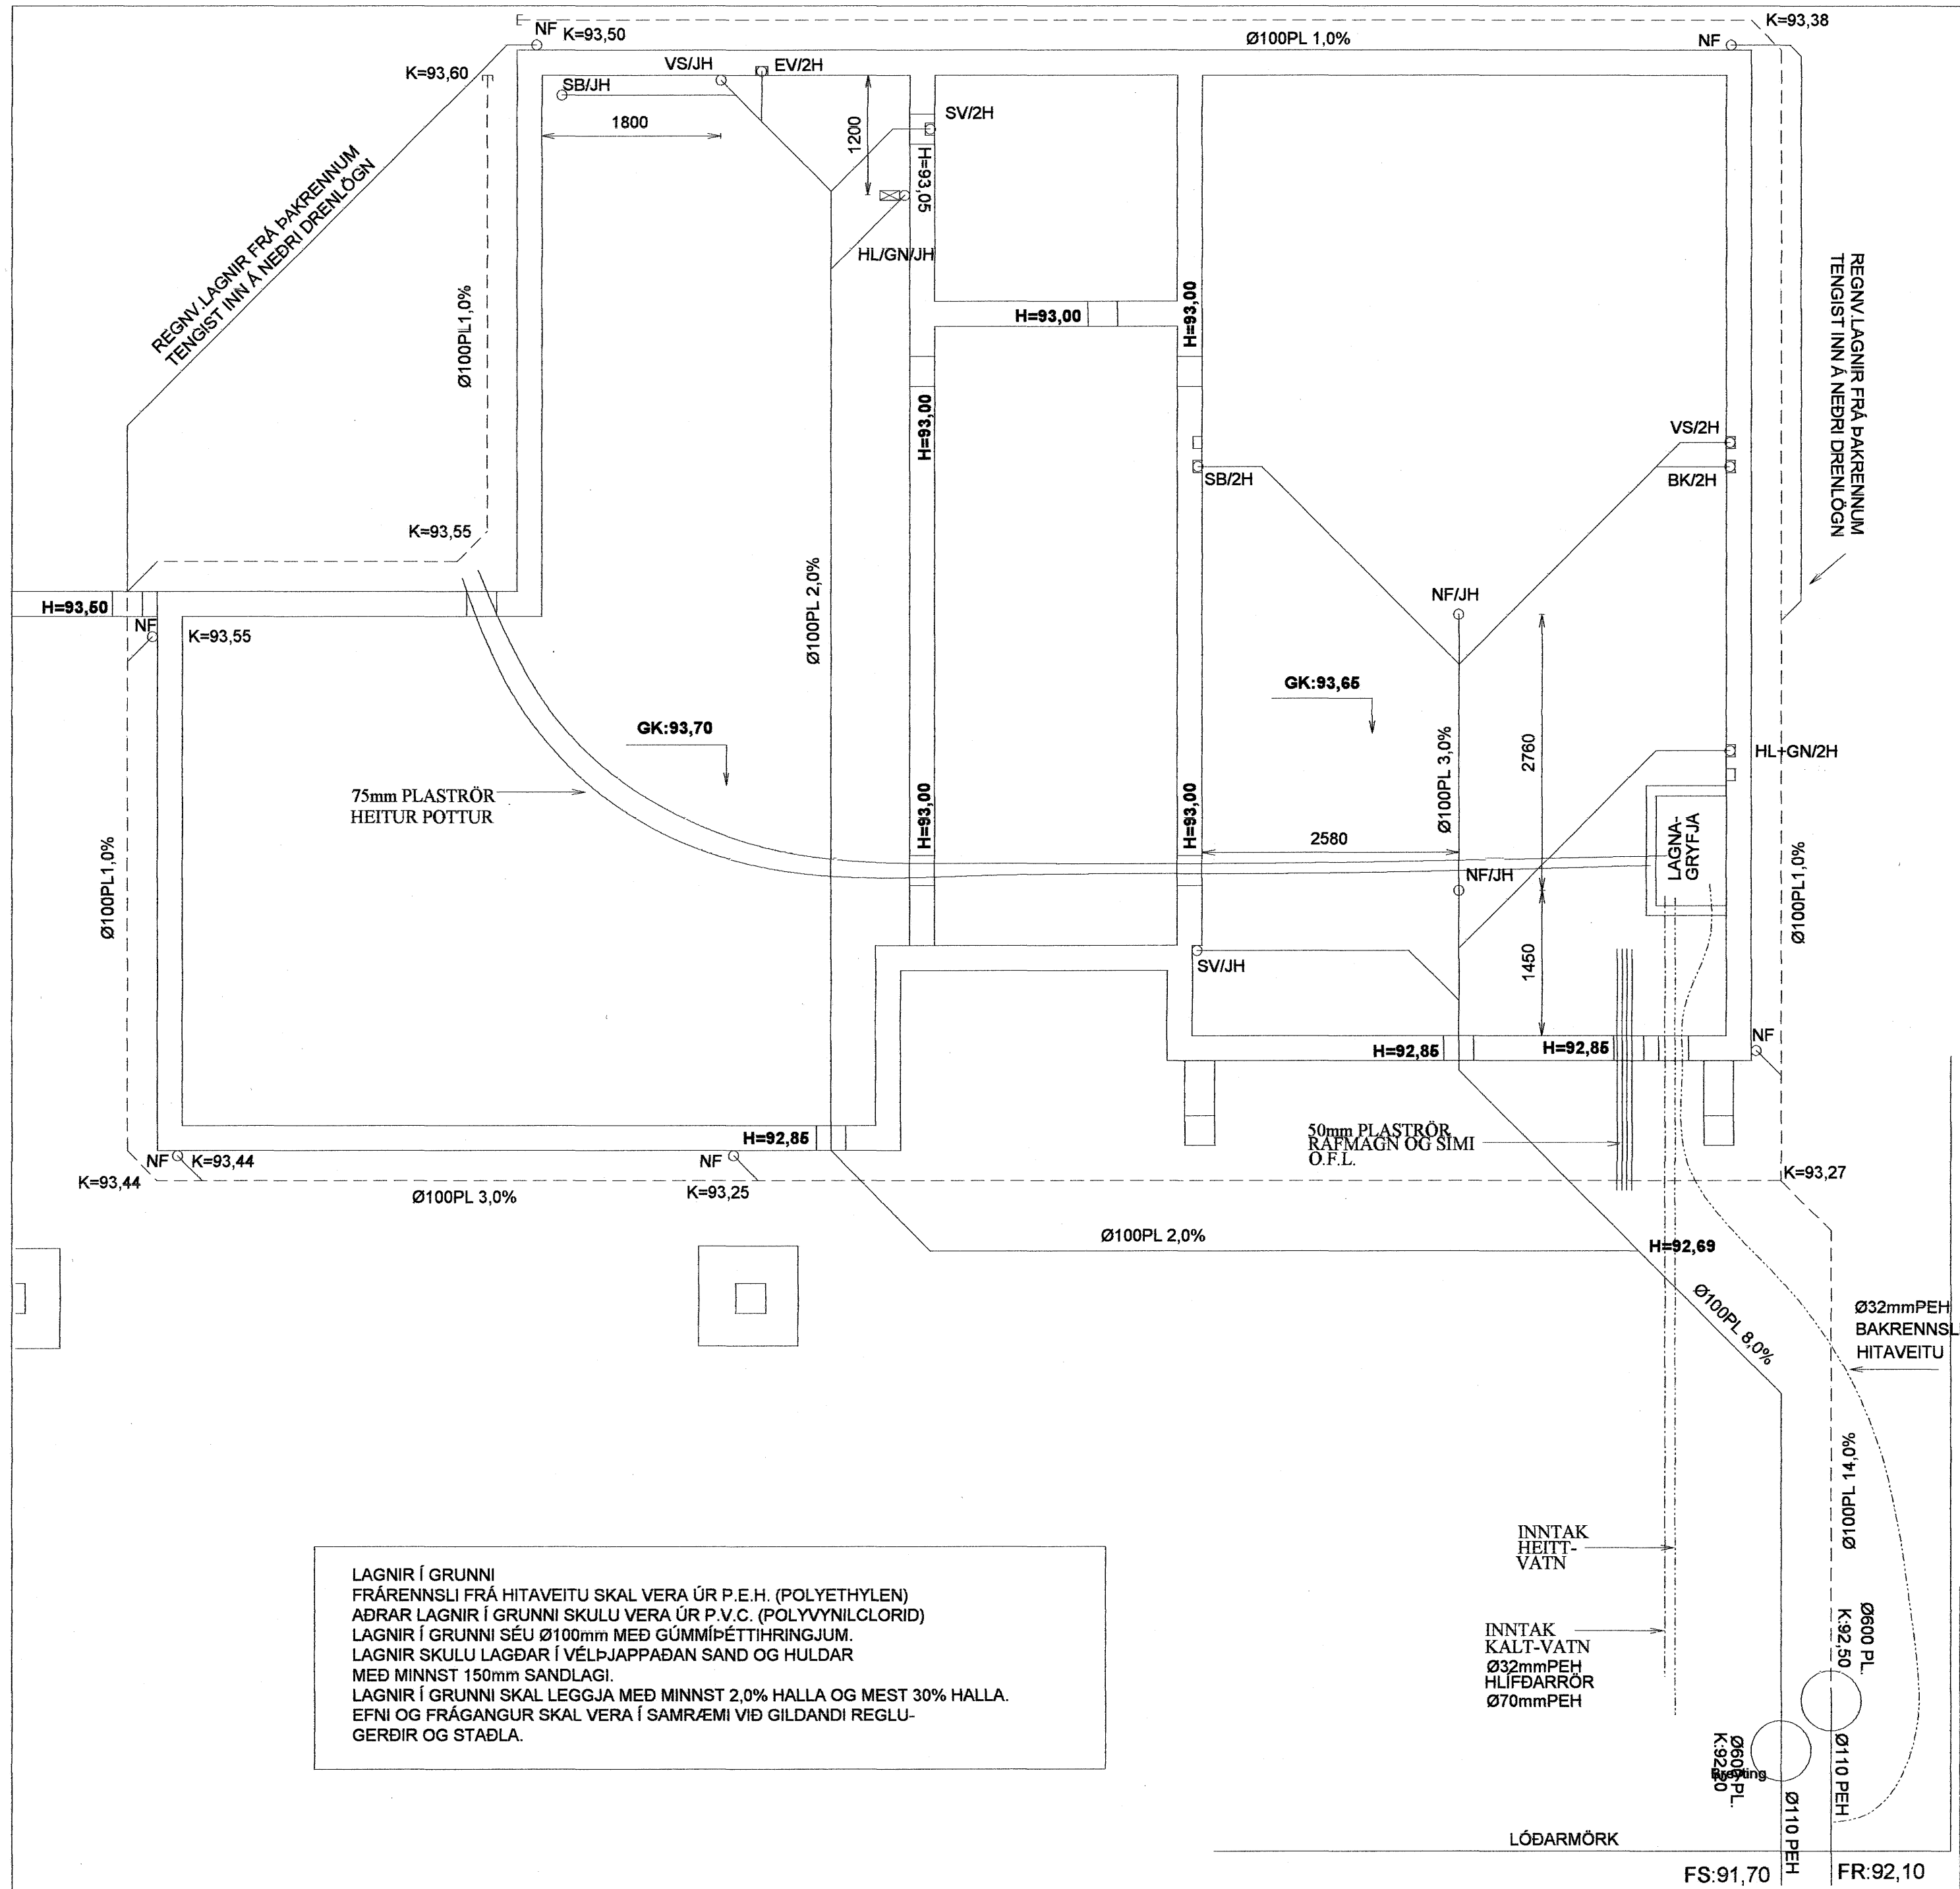 NF K=93,50
Ø100PL 1,0%
NF
K=93,38
K=93,60
VS/JH
EV/2H
SB/JH
SV/2H
1800
1200
H=93,05
HL/GN/JH
REGNV.LAGNIR FRÁ ÞAKRENNUM
TENGIST INN Á NEÐRI DRENLÖGN
Ø100PL1,0%
H=93,00
H=93,00
H=93,00
REGNV.LAGNIR FRÁ ÞAKRENNUM
TENGIST INN Á NEÐRI DRENLÖGN
VS/2H
SB/2H
BK/2H
K=93,55
Ø100PL 2,0%
H=93,50
NF
K=93,55
NF/JH
GK:93,65
GK:93,70
Ø100PL 3,0%
2760
HL+GN/2H
75mm PLASTRÖR
HEITUR POTTUR
H=93,00
H=93,00
2580
LAGNA-
GRYFJA
NF/JH
Ø100PL1,0%
Ø100PL1,0%
SV/JH
1450
H=92,85
H=92,85
NF
H=92,85
50mm PLASTRÖR
RAFMAGN OG SÍMI
O.F.L.
NF
K=93,44
K=93,44
NF
K=93,25
K=93,27
Ø100PL 3,0%
Ø100PL 2,0%
H=92,69
Ø100PL 8,0%
Ø32mmPEH
BAKRENNSL
HITAVEITU
Ø100PL 14,0%
INNTAK
HEITT-
VATN
LAGNIR Í GRUNNI
FRÁRENNSLI FRÁ HITAVEITU SKAL VERA ÚR P.E.H. (POLYETHYLEN)
AÐRAR LAGNIR Í GRUNNI SKULU VERA ÚR P.V.C. (POLYVYNILCLORID)
LAGNIR Í GRUNNI SÉU Ø100mm MEÐ GÚMMÍÞÉTTIHRINGJUM.
LAGNIR SKULU LAGÐAR Í VÉLÞJAPPAÐAN SAND OG HULDAR
MEÐ MINNST 150mm SANDLAGI.
LAGNIR Í GRUNNI SKAL LEGGJA MEÐ MINNST 2,0% HALLA OG MEST 30% HALLA.
EFNI OG FRÁGANGUR SKAL VERA Í SAMRÆMI VIÐ GILDANDI REGLU-
GERÐIR OG STAÐLA.
INNTAK
KALT-VATN
Ø32mmPEH
HLÍFÐARRÖR
Ø70mmPEH
Ø600 PL.
K:92,50
Ø600 PL.
Breyting
Ø110 PEH
Ø110 PEH
LÓÐARMÖRK
FS:91,70
FR:92,10